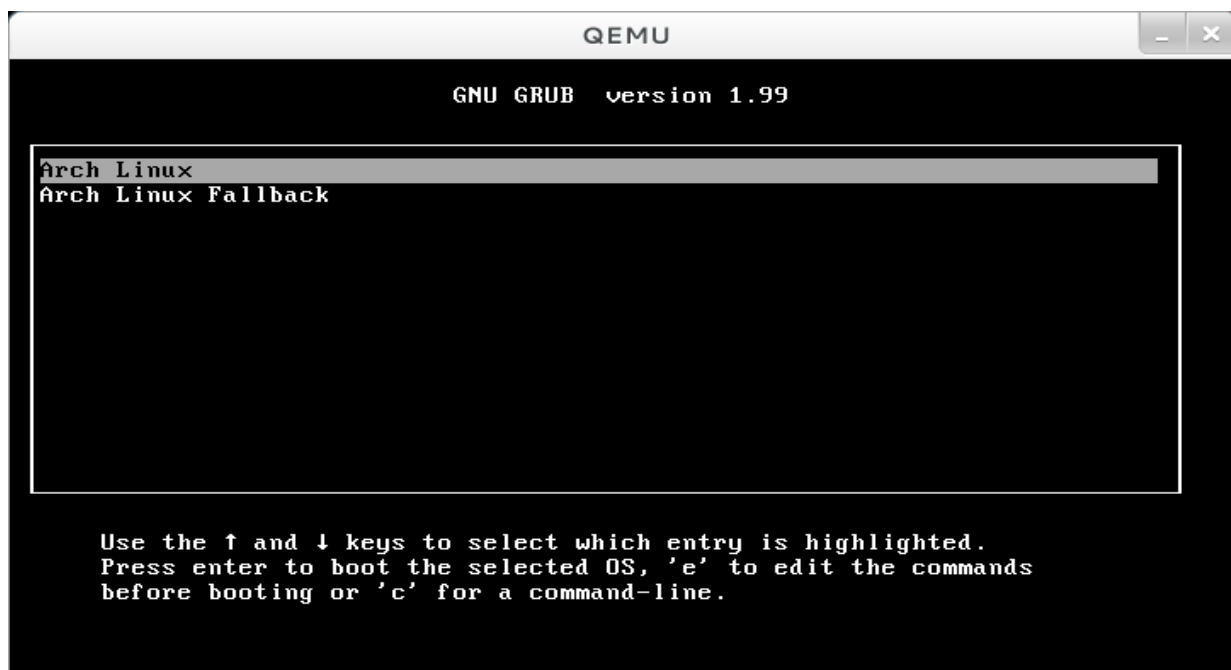 QEMU
GNU GRUB  version 1.99
Arch Linux
Arch Linux Fallback
Use the ↑ and ↓ keys to select which entry is highlighted.
Press enter to boot the selected OS, 'e' to edit the commands
before booting or 'c' for a command-line.